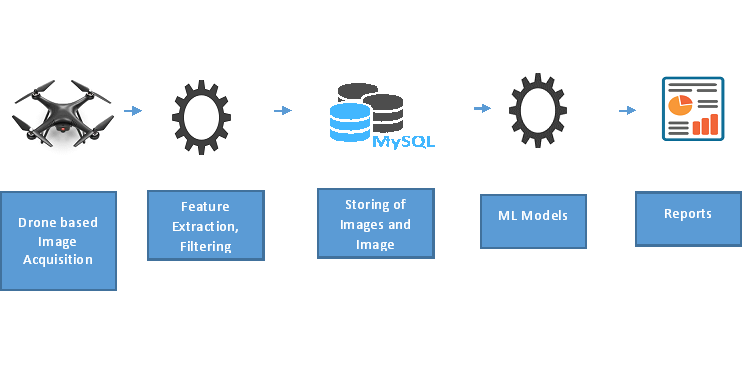 MySQL
Drone based
Image
Acquisition
Feature
Extraction,
Filtering
Storing of
Images and
Image
ML Models
Reports